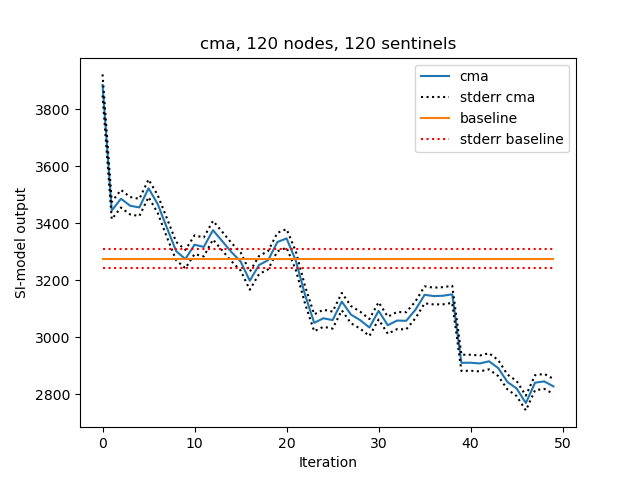 cma, 120 nodes, 120 sentinels
cma
stderr cma
baseline
stderr baseline
3800
3600
3400
3200
3000
2800
SI-model output
0 10 20 30 40 50
Iteration